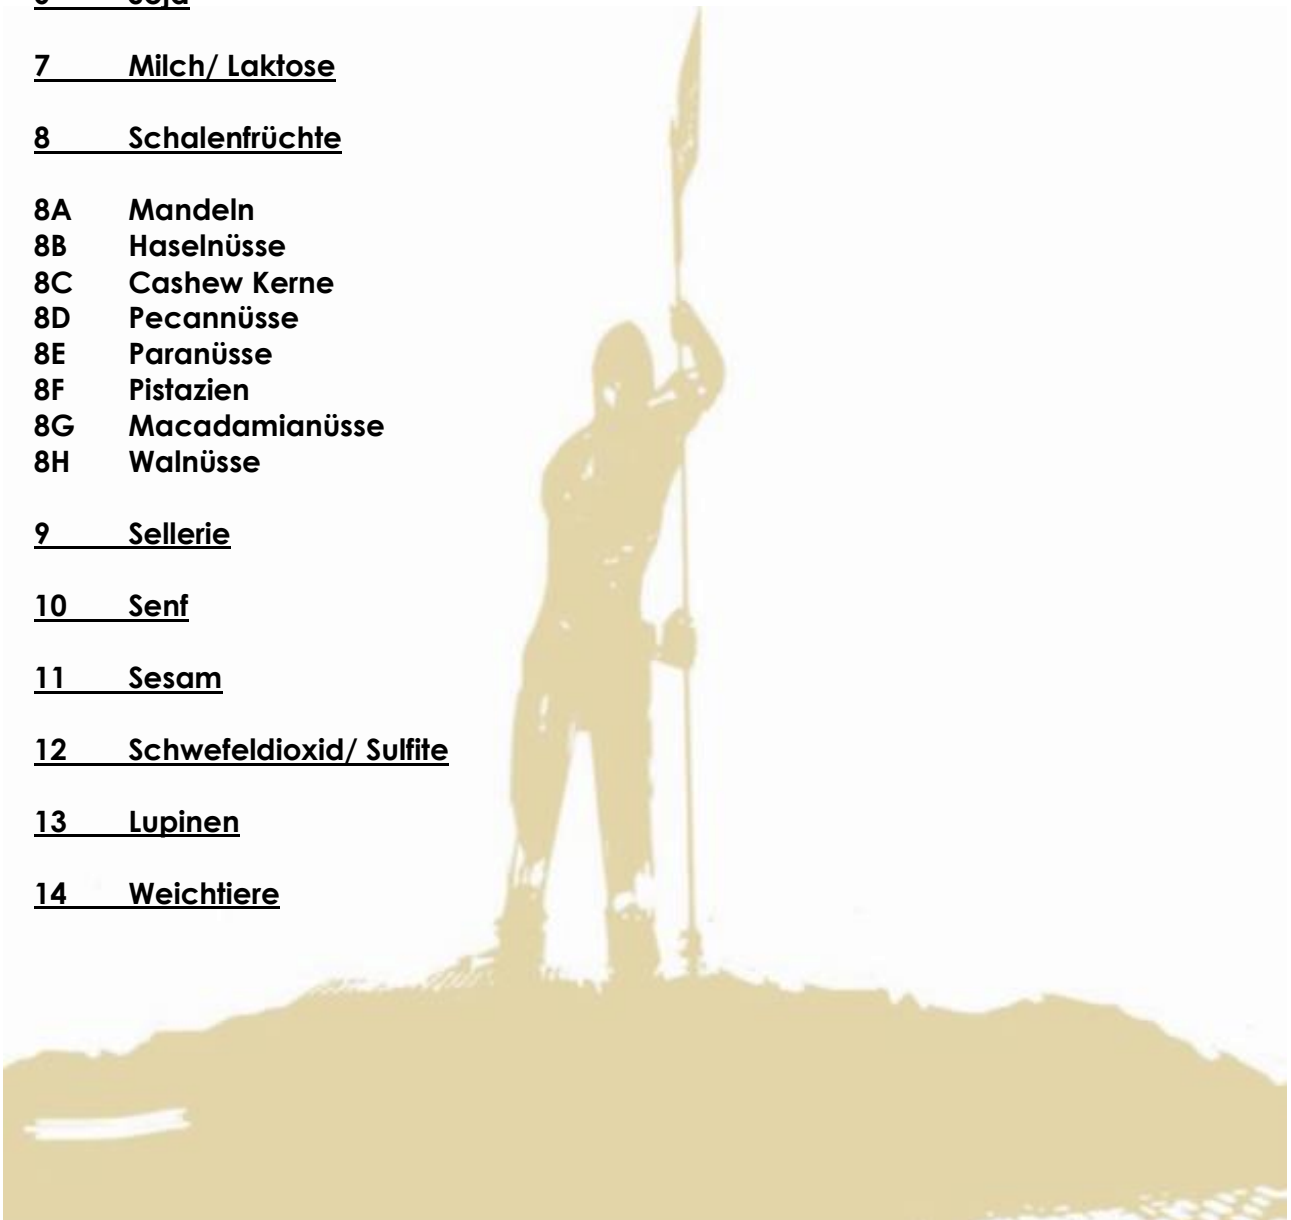 7 Milch/ Laktose
8 Schalenfrüchte
8A Mandeln
8B Haselnüsse
8C Cashew Kerne
8D Pecannüsse
8E Paranüsse
8F Pistazien
8G Macadamianüsse
8H Walnüsse
9 Sellerie
10 Senf
11 Sesam
12 Schwefeldioxid/ Sulfite
13 Lupinen
14 Weichtiere